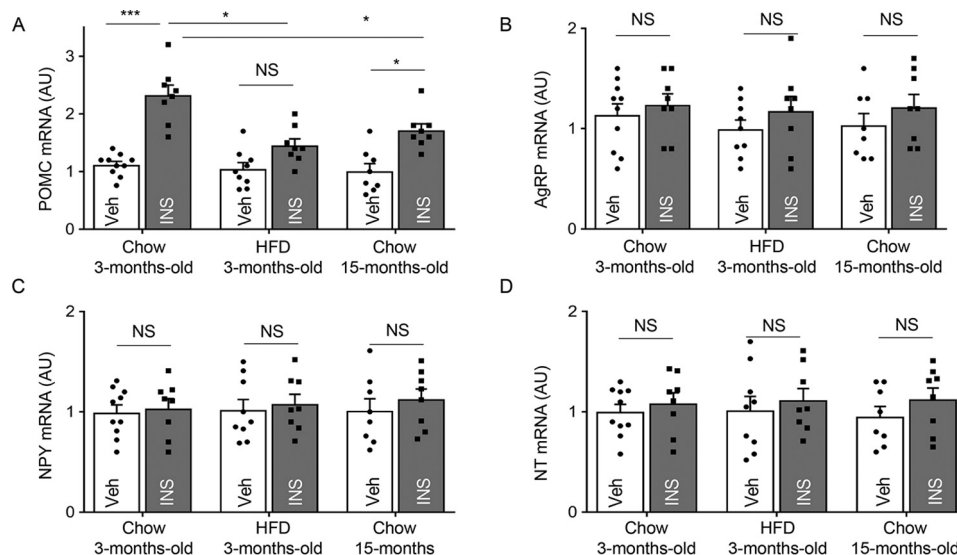 A
POMC mRNA (AU)
3
2
1
0
***
*
*
NS
*
Veh
INS
Veh
INS
Veh
INS
Chow
3-months-old
HFD
3-months-old
Chow
15-months-old
B
AgRP mRNA (AU)
2
1
0
NS
NS
NS
Veh
INS
Veh
INS
Veh
INS
Chow
3-months-old
HFD
3-months-old
Chow
15-months-old
C
NPY mRNA (AU)
2
1
0
NS
NS
NS
Veh
INS
Veh
INS
Veh
INS
Chow
3-months-old
HFD
3-months-old
Chow
15-months
D
NT mRNA (AU)
2
1
0
NS
NS
NS
Veh
INS
Veh
INS
Veh
INS
Chow
3-months-old
HFD
3-months-old
Chow
15-months-old